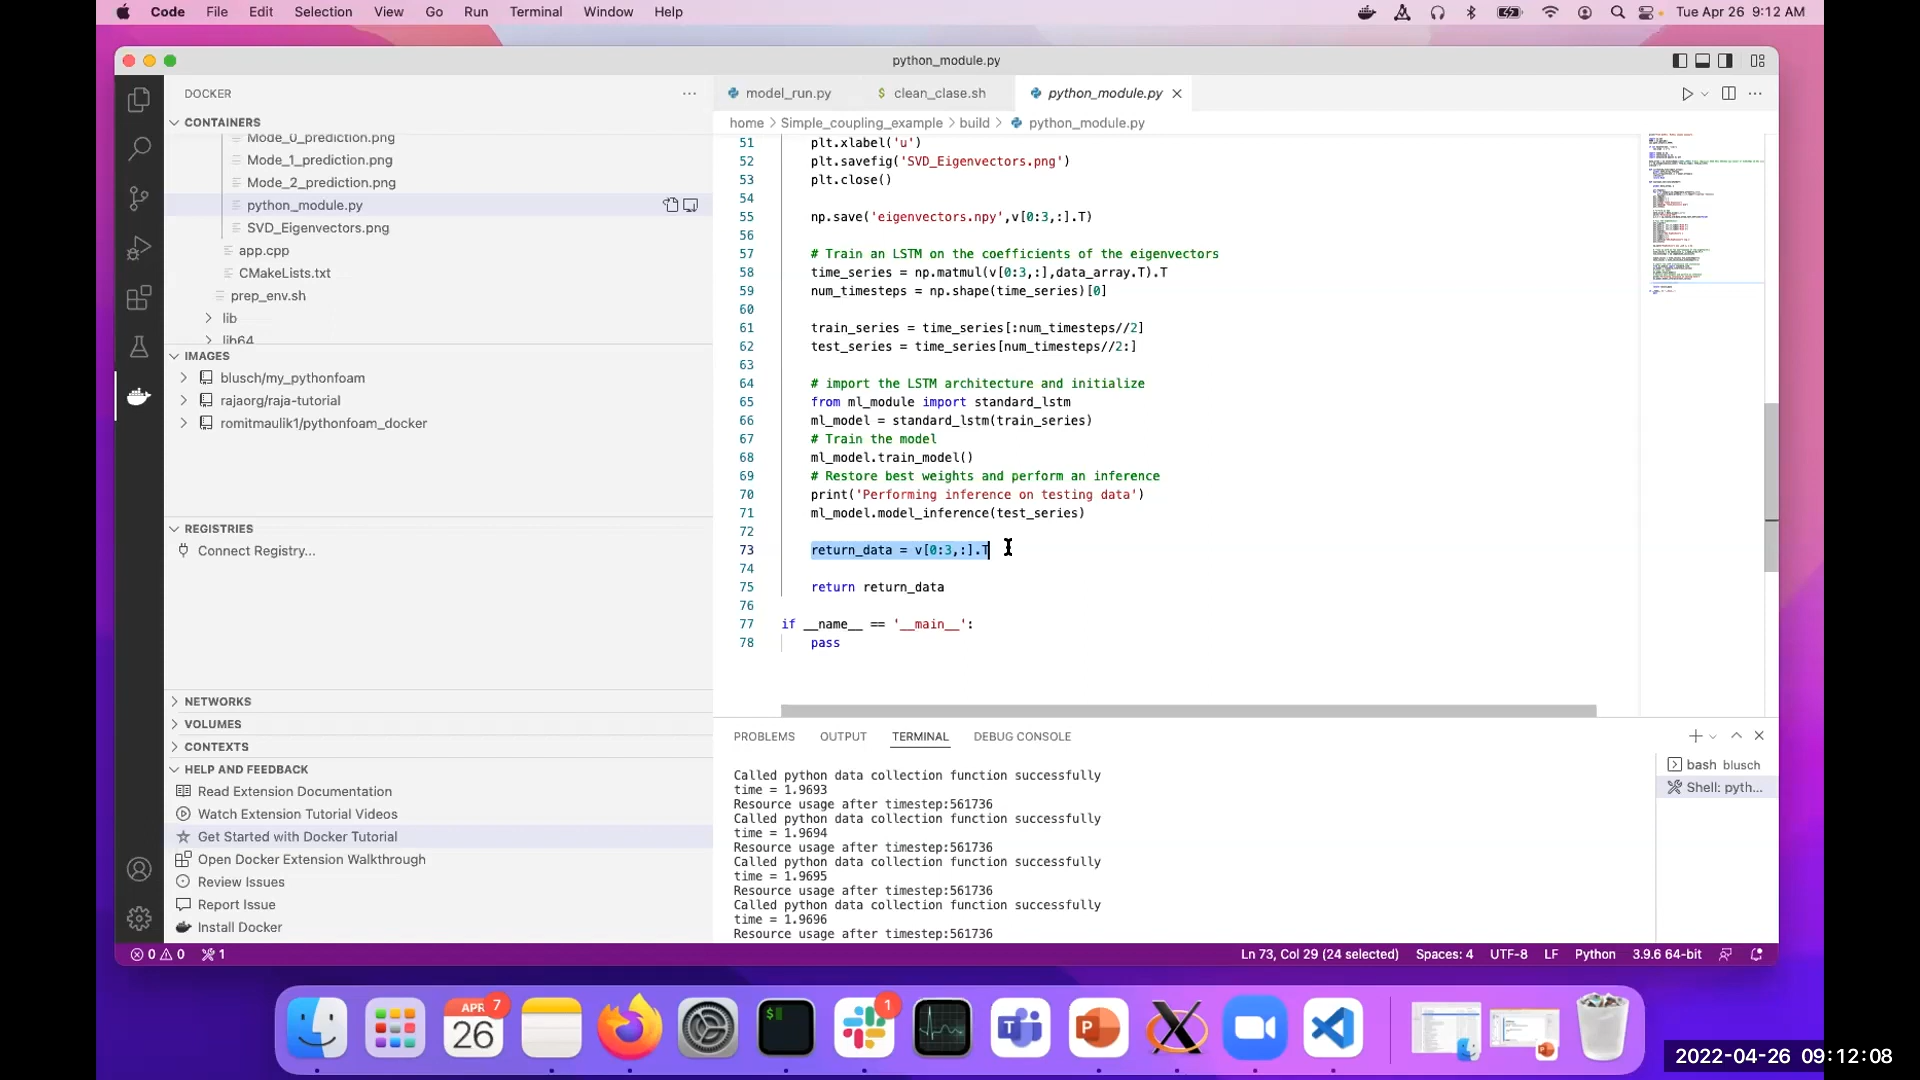 Code File Edit Selection View Go Run Terminal Window Help Tue Apr 26 9:12 AM
python_module.py
DOCKER
model_run.py $ clean_clase.sh python_module.py
CONTAINERS
home > Simple_coupling_example > build > python_module.py
Mode_0_prediction.png
Mode_1_prediction.png
Mode_2_prediction.png
python_module.py
SVD_Eigenvectors.png
app.cpp
CMakeLists.txt
prep_env.sh
lib
lib64
IMAGES
blusch/my_pythonfoam
rajaorg/raja-tutorial
romitmaulik1/pythonfoam_docker
REGISTRIES
Connect Registry...
NETWORKS
VOLUMES
CONTEXTS
HELP AND FEEDBACK
Read Extension Documentation
Watch Extension Tutorial Videos
Get Started with Docker Tutorial
Open Docker Extension Walkthrough
Review Issues
Report Issue
Install Docker
51 plt.xlabel('u')
52 plt.savefig('SVD_Eigenvectors.png')
53 plt.close()
54
55 np.save('eigenvectors.npy',v[0:3,:].T)
56
57 # Train an LSTM on the coefficients of the eigenvectors
58 time_series = np.matmul(v[0:3,:],data_array.T).T
59 num_timesteps = np.shape(time_series)[0]
60
61 train_series = time_series[:num_timesteps//2]
62 test_series = time_series[num_timesteps//2:]
63
64 # import the LSTM architecture and initialize
65 from ml_module import standard_lstm
66 ml_model = standard_lstm(train_series)
67 # Train the model
68 ml_model.train_model()
69 # Restore best weights and perform an inference
70 print('Performing inference on testing data')
71 ml_model.model_inference(test_series)
72
73 return_data = v[0:3,:].T
74
75 return return_data
76
77 if __name__ == '__main__':
78 pass
PROBLEMS OUTPUT TERMINAL DEBUG CONSOLE
Called python data collection function successfully
time = 1.9693
Resource usage after timestep:561736
Called python data collection function successfully
time = 1.9694
Resource usage after timestep:561736
Called python data collection function successfully
time = 1.9695
Resource usage after timestep:561736
Called python data collection function successfully
time = 1.9696
Resource usage after timestep:561736
bash blusch
Shell: pyth...
0 0 1 Ln 73, Col 29 (24 selected) Spaces: 4 UTF-8 LF Python 3.9.6 64-bit
APR 7
26
$
1
2022-04-26 09:12:08